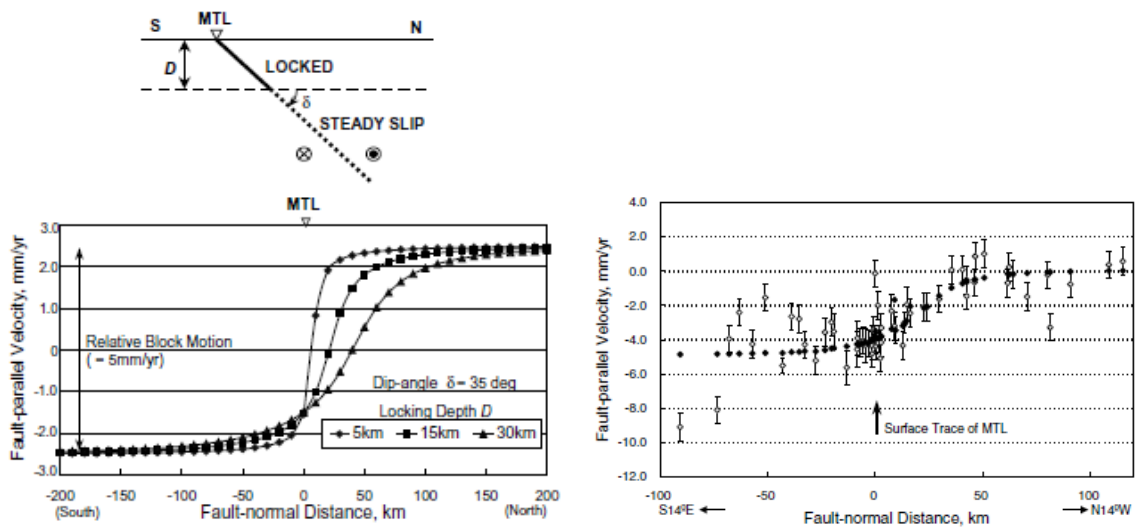 MTL
S
N
D
LOCKED
δ
STEADY SLIP
MTL
3.0
2.0
1.0
0
-1.0
-2.0
-3.0
Fault-parallel Velocity, mm/yr
Relative Block Motion
( = 5mm/yr)
Dip-angle δ = 35 deg
Locking Depth D
5km 15km 30km
-200 -150 -100 -50 0 50 100 150 200
(South) Fault-normal Distance, km (North)
4.0
2.0
0.0
-2.0
-4.0
-6.0
-8.0
-10.0
-12.0
Fault-parallel Velocity, mm/yr
Surface Trace of MTL
-100 -50 0 50 100
S14ºE Fault-normal Distance, km N14ºW